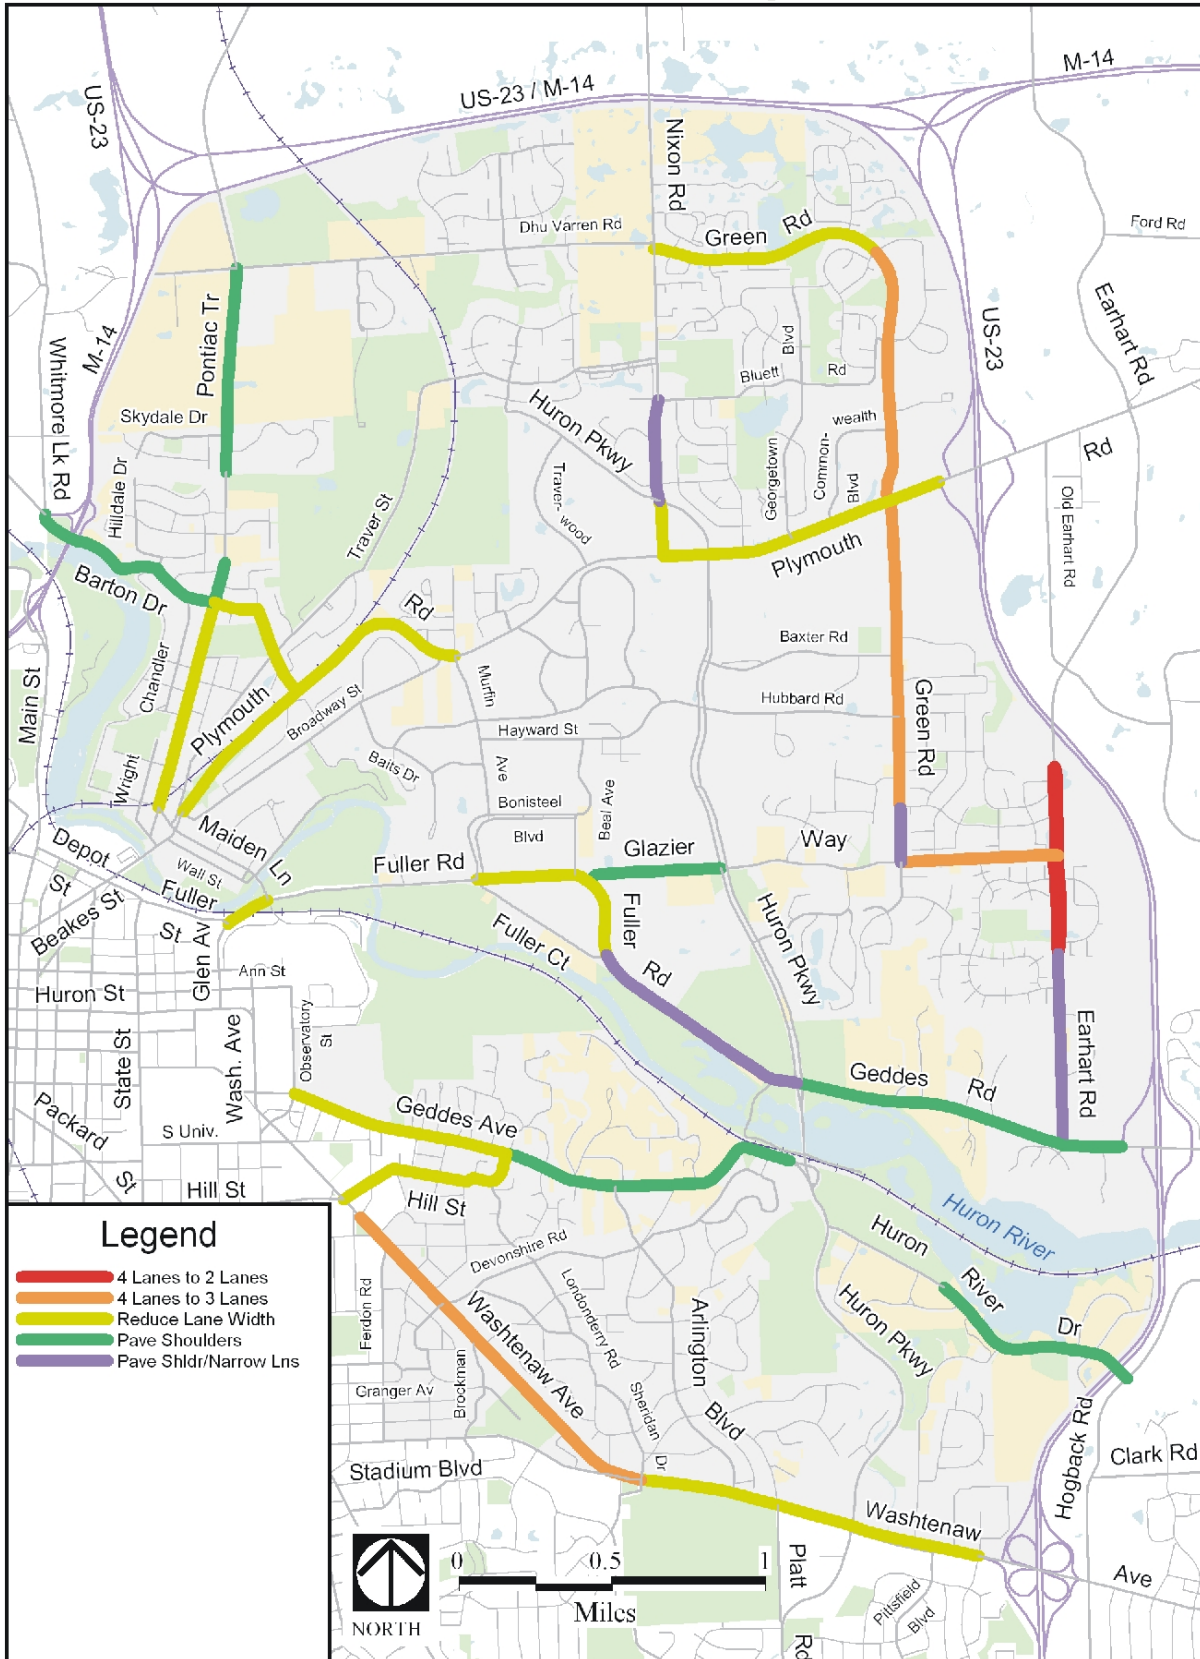 M-14
US-23
US-23 / M-14
Nixon Rd
Dhu Varren Rd
Green Rd
Ford Rd
Pontiac Tr
M-14
Whitmore Lk Rd
US-23
Earhart Rd
Blvd
Bluett Rd
Skydale Dr
Huron Pkwy
Common-
wealth
Blvd
Georgetown
Rd
Hilldale Dr
Traver-
wood
Traver St
Old Earhart Rd
Plymouth
Barton Dr
Rd
Baxter Rd
Chandler
Murfin
Ave
Main St
Plymouth
Broadway St
Hubbard Rd
Green Rd
Hayward St
Baits Dr
Wright
Bonisteel
Blvd
Beal Ave
Maiden Ln
Depot
St
Wall St
Fuller Rd
Glazier
Way
Fuller
St
Beakes St
Glen Av
Fuller
Rd
Fuller Ct
Huron Pkwy
Ann St
Huron St
Observatory
St
State St
Wash. Ave
Earhart Rd
Geddes Rd
Packard
St
Geddes Ave
S Univ.
Hill St
Hill St
Huron River
Huron
River
Dr
Devonshire Rd
Legend
4 Lanes to 2 Lanes
4 Lanes to 3 Lanes
Reduce Lane Width
Pave Shoulders
Pave Shldr/Narrow Lns
Ferdon Rd
Washtenaw Ave
Londonderry Rd
Arlington
Blvd
Huron Pkwy
Granger Av
Brockman
Sheridan
Dr
Hogback Rd
Clark Rd
Stadium Blvd
Washtenaw
Ave
Platt
Rd
Pittsfield
Blvd
0 0.5 1
Miles
NORTH